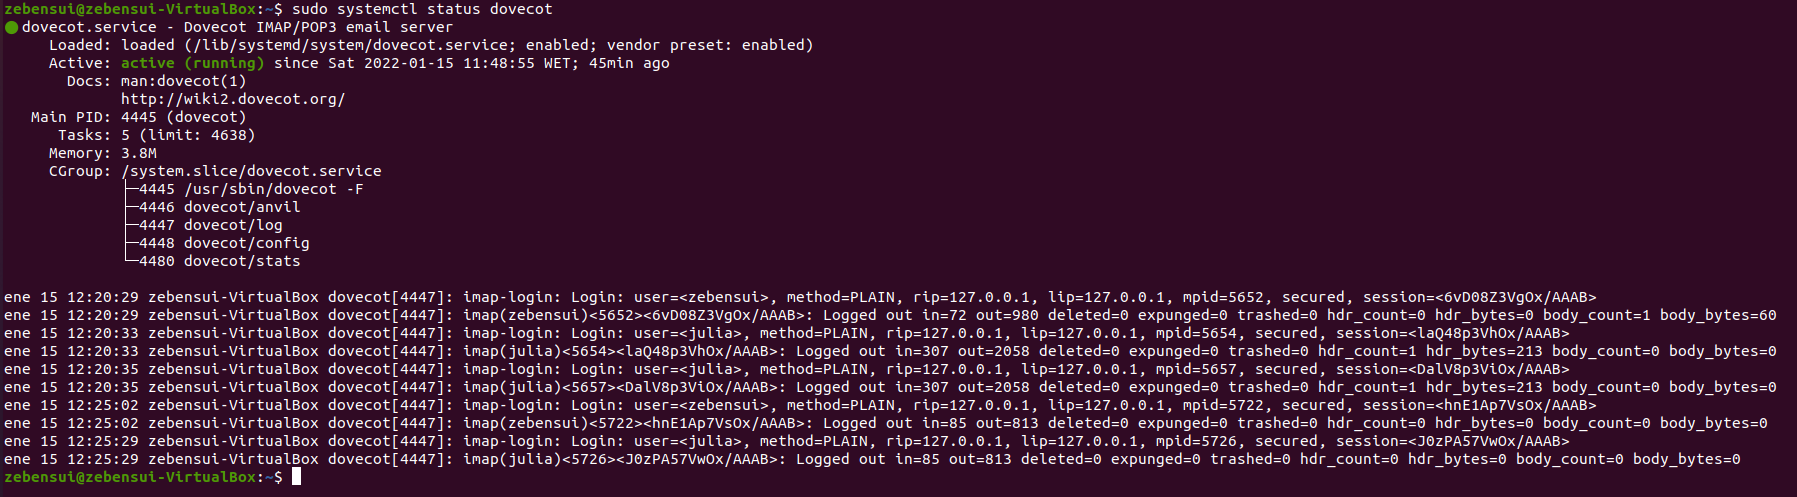 zebensui@zebensui-VirtualBox:~$ sudo systemctl status dovecot
● dovecot.service - Dovecot IMAP/POP3 email server
     Loaded: loaded (/lib/systemd/system/dovecot.service; enabled; vendor preset: enabled)
     Active: active (running) since Sat 2022-01-15 11:48:55 WET; 45min ago
       Docs: man:dovecot(1)
             http://wiki2.dovecot.org/
   Main PID: 4445 (dovecot)
      Tasks: 5 (limit: 4638)
     Memory: 3.8M
     CGroup: /system.slice/dovecot.service
             ├─4445 /usr/sbin/dovecot -F
             ├─4446 dovecot/anvil
             ├─4447 dovecot/log
             ├─4448 dovecot/config
             └─4480 dovecot/stats

ene 15 12:20:29 zebensui-VirtualBox dovecot[4447]: imap-login: Login: user=<zebensui>, method=PLAIN, rip=127.0.0.1, lip=127.0.0.1, mpid=5652, secured, session=<6vD08Z3VgOx/AAAB>
ene 15 12:20:29 zebensui-VirtualBox dovecot[4447]: imap(zebensui)<5652><6vD08Z3VgOx/AAAB>: Logged out in=72 out=980 deleted=0 expunged=0 trashed=0 hdr_count=0 hdr_bytes=0 body_count=1 body_bytes=60
ene 15 12:20:33 zebensui-VirtualBox dovecot[4447]: imap-login: Login: user=<julia>, method=PLAIN, rip=127.0.0.1, lip=127.0.0.1, mpid=5654, secured, session=<laQ48p3VhOx/AAAB>
ene 15 12:20:33 zebensui-VirtualBox dovecot[4447]: imap(julia)<5654><laQ48p3VhOx/AAAB>: Logged out in=307 out=2058 deleted=0 expunged=0 trashed=0 hdr_count=1 hdr_bytes=213 body_count=0 body_bytes=0
ene 15 12:20:35 zebensui-VirtualBox dovecot[4447]: imap-login: Login: user=<julia>, method=PLAIN, rip=127.0.0.1, lip=127.0.0.1, mpid=5657, secured, session=<DalV8p3ViOx/AAAB>
ene 15 12:20:35 zebensui-VirtualBox dovecot[4447]: imap(julia)<5657><DalV8p3ViOx/AAAB>: Logged out in=307 out=2058 deleted=0 expunged=0 trashed=0 hdr_count=1 hdr_bytes=213 body_count=0 body_bytes=0
ene 15 12:25:02 zebensui-VirtualBox dovecot[4447]: imap-login: Login: user=<zebensui>, method=PLAIN, rip=127.0.0.1, lip=127.0.0.1, mpid=5722, secured, session=<hnE1Ap7VsOx/AAAB>
ene 15 12:25:02 zebensui-VirtualBox dovecot[4447]: imap(zebensui)<5722><hnE1Ap7VsOx/AAAB>: Logged out in=85 out=813 deleted=0 expunged=0 trashed=0 hdr_count=0 hdr_bytes=0 body_count=0 body_bytes=0
ene 15 12:25:29 zebensui-VirtualBox dovecot[4447]: imap-login: Login: user=<julia>, method=PLAIN, rip=127.0.0.1, lip=127.0.0.1, mpid=5726, secured, session=<J0zPA57VwOx/AAAB>
ene 15 12:25:29 zebensui-VirtualBox dovecot[4447]: imap(julia)<5726><J0zPA57VwOx/AAAB>: Logged out in=85 out=813 deleted=0 expunged=0 trashed=0 hdr_count=0 hdr_bytes=0 body_count=0 body_bytes=0
zebensui@zebensui-VirtualBox:~$